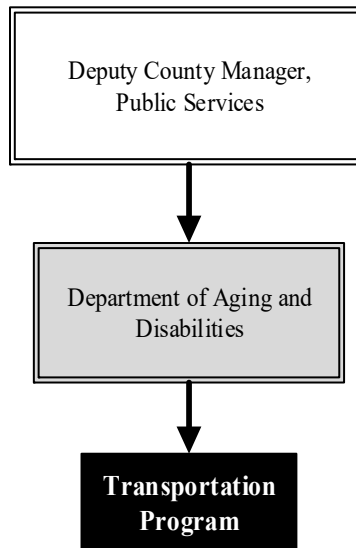 Deputy County Manager,
Public Services
Department of Aging and
Disabilities
Transportation
Program